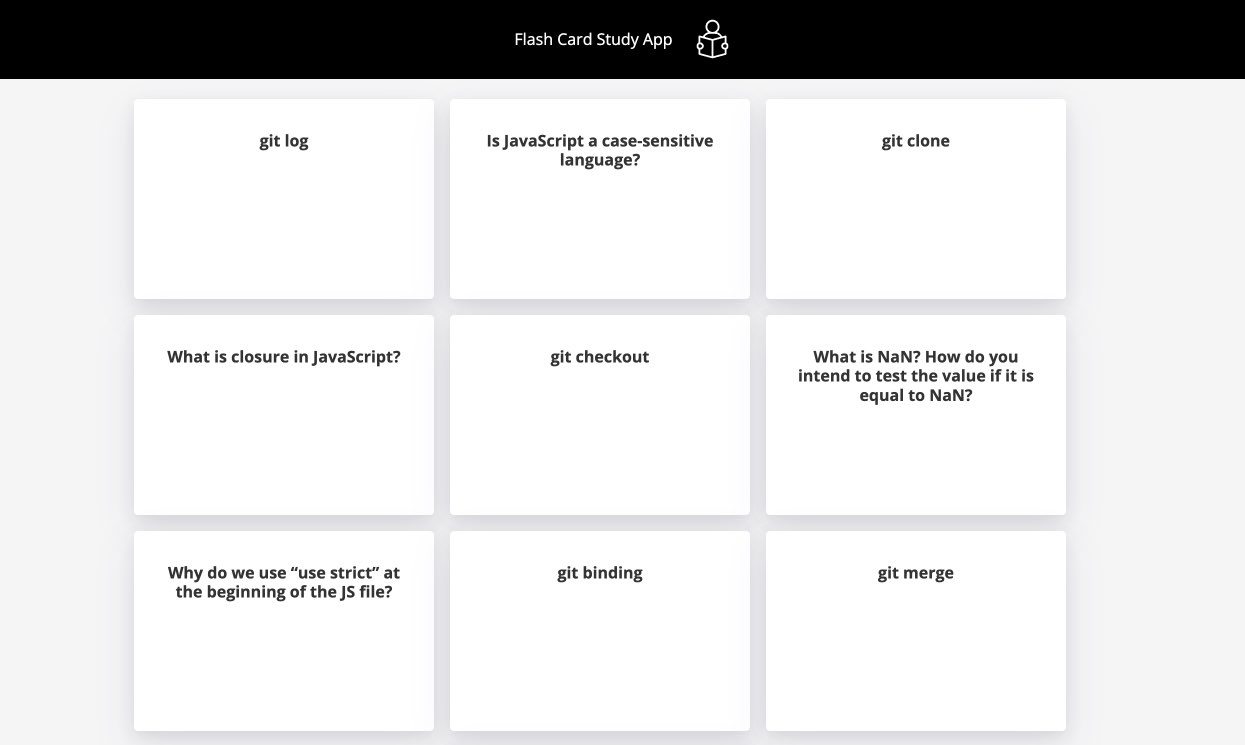 Flash Card Study App
git log
Is JavaScript a case-sensitive
language?
git clone
What is closure in JavaScript?
git checkout
What is NaN? How do you
intend to test the value if it is
equal to NaN?
Why do we use “use strict” at
the beginning of the JS file?
git binding
git merge